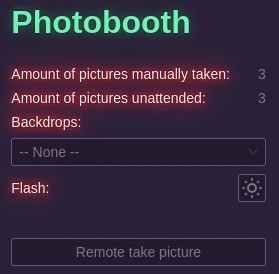 Photobooth
Amount of pictures manually taken: 3
Amount of pictures unattended: 3
Backdrops:
-- None --
Flash:
Remote take picture